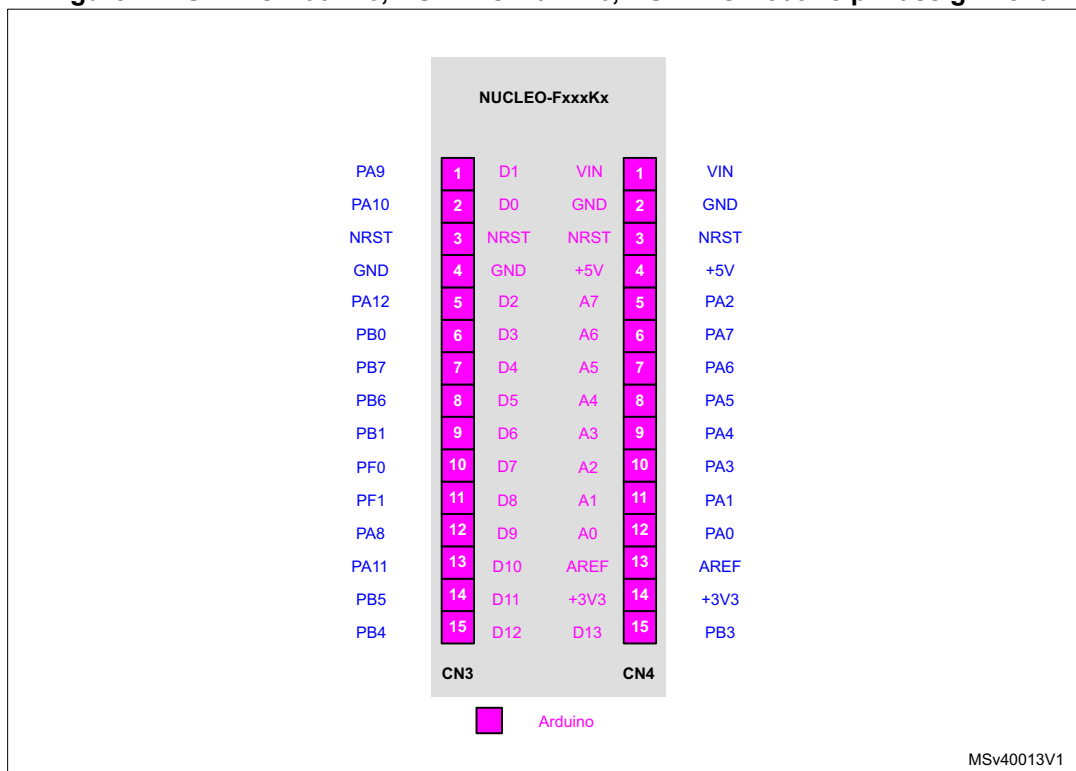 NUCLEO-FxxxKx
PA9 1 D1 VIN 1 VIN
PA10 2 D0 GND 2 GND
NRST 3 NRST NRST 3 NRST
GND 4 GND +5V 4 +5V
PA12 5 D2 A7 5 PA2
PB0 6 D3 A6 6 PA7
PB7 7 D4 A5 7 PA6
PB6 8 D5 A4 8 PA5
PB1 9 D6 A3 9 PA4
PF0 10 D7 A2 10 PA3
PF1 11 D8 A1 11 PA1
PA8 12 D9 A0 12 PA0
PA11 13 D10 AREF 13 AREF
PB5 14 D11 +3V3 14 +3V3
PB4 15 D12 D13 15 PB3
CN3 CN4
Arduino
MSv40013V1